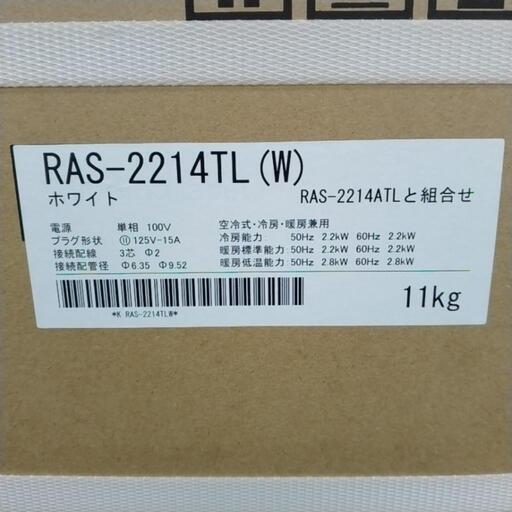 RAS-2214TL(W)
ホワイト RAS-2214ATLと組合せ
電源 単相 100V 空冷式・冷房・暖房兼用
プラグ形状 125V-15A 冷房能力 50Hz 2.2kW 60Hz 2.2kW
接続配線 3芯 Φ2 暖房標準能力 50Hz 2.2kW 60Hz 2.2kW
接続配管径 Φ6.35 Φ9.52 暖房低温能力 50Hz 2.8kW 60Hz 2.8kW
*K RAS-2214TLW*
11kg